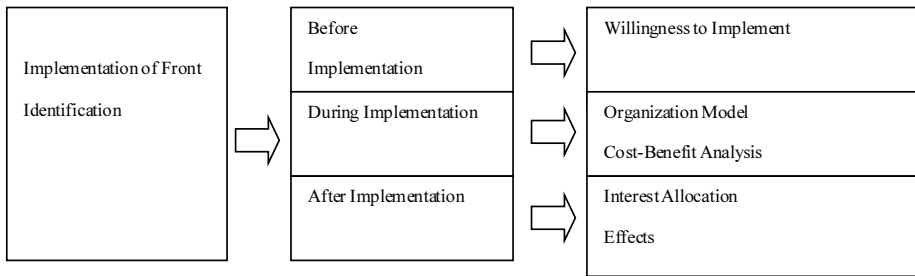 Implementation of Front
Identification
Before
Implementation
During Implementation
After Implementation
Willingness to Implement
Organization Model
Cost-Benefit Analysis
Interest Allocation
Effects